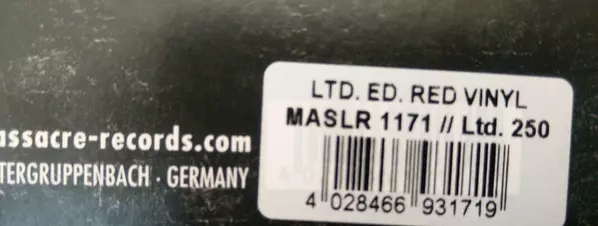 LTD. ED. RED VINYL
MASLR 1171 // Ltd. 250
4 028466 931719
assacre-records.com
TERGRUPPENBACH · GERMANY